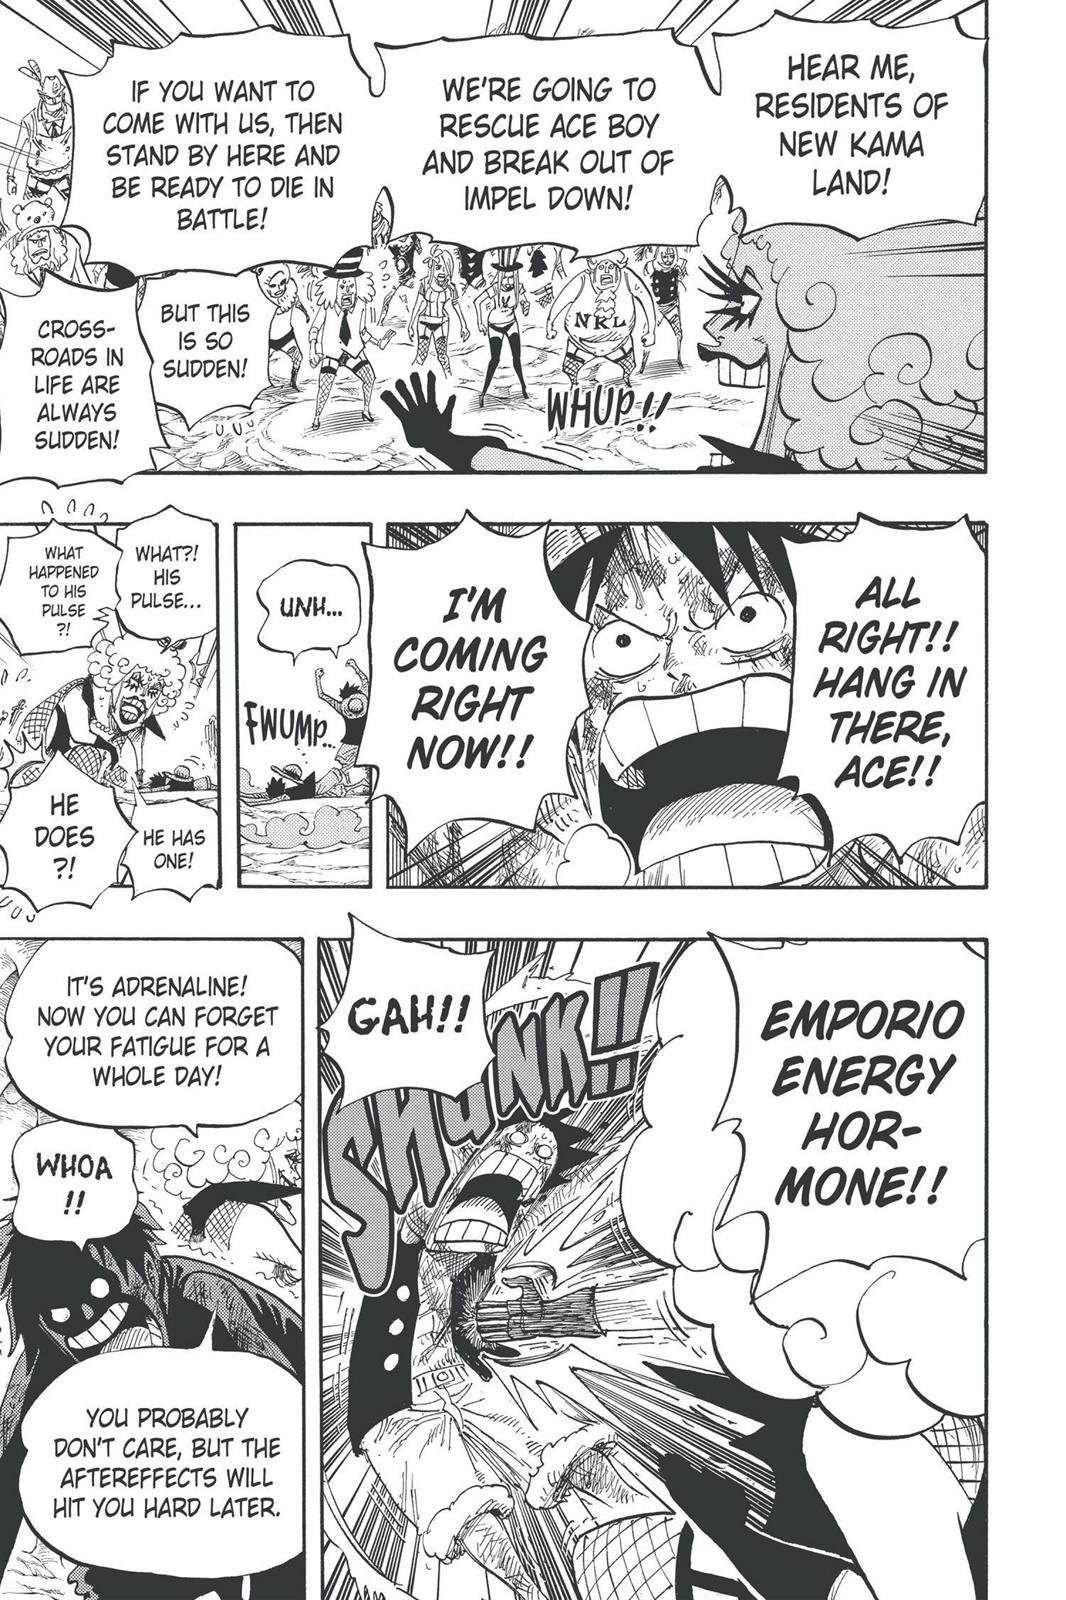 HEAR ME,
RESIDENTS OF
NEW KAMA
LAND!
WE'RE GOING TO
RESCUE ACE BOY
AND BREAK OUT OF
IMPEL DOWN!
IF YOU WANT TO
COME WITH US, THEN
STAND BY HERE AND
BE READY TO DIE IN
BATTLE!
NKL
WHUP!!
BUT THIS
IS SO
SUDDEN!
CROSS-
ROADS IN
LIFE ARE
ALWAYS
SUDDEN!
ALL
RIGHT!!
HANG IN
THERE,
ACE!!
I'M
COMING
RIGHT
NOW!!
UNH...
FWUMP...
WHAT?!
HIS
PULSE...
WHAT
HAPPENED
TO HIS
PULSE
?!
HE HAS
ONE!
HE
DOES
?!
EMPORIO
ENERGY
HOR-
MONE!!
GAH!!
SHUNK!!
IT'S ADRENALINE!
NOW YOU CAN FORGET
YOUR FATIGUE FOR A
WHOLE DAY!
WHOA
!!
YOU PROBABLY
DON'T CARE, BUT THE
AFTEREFFECTS WILL
HIT YOU HARD LATER.